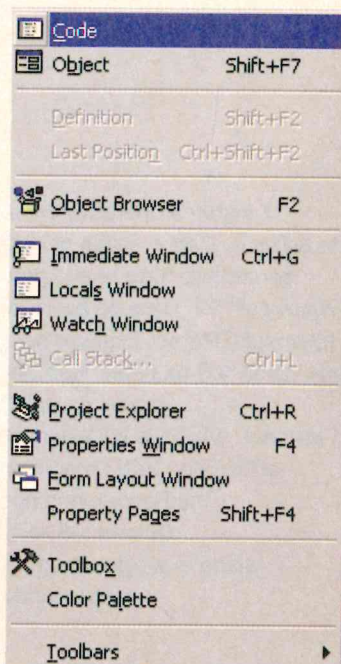 Code
Object Shift+F7
Definition Shift+F2
Last Position Ctrl+Shift+F2
Object Browser F2
Immediate Window Ctrl+G
Locals Window
Watch Window
Call Stack... Ctrl+L
Project Explorer Ctrl+R
Properties Window F4
Form Layout Window
Property Pages Shift+F4
Toolbox
Color Palette
Toolbars